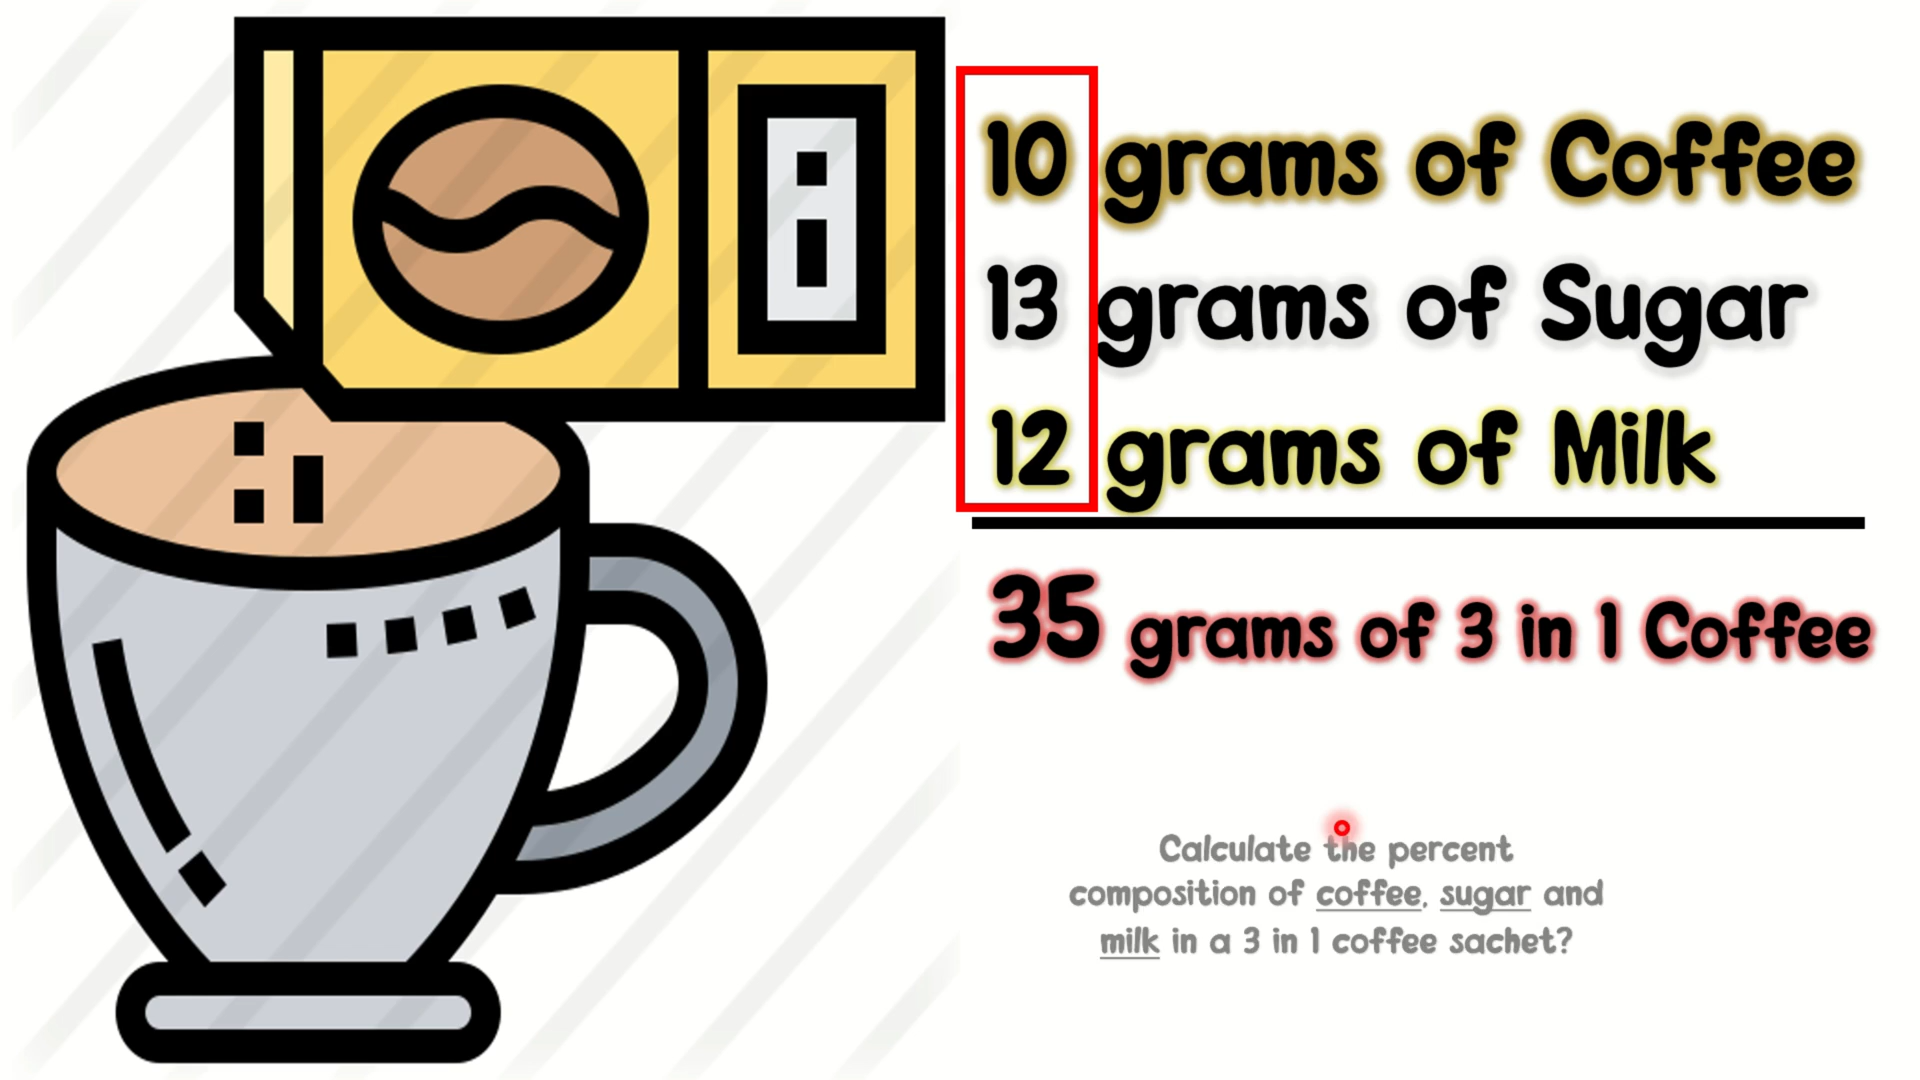 10 grams of Coffee
13 grams of Sugar
12 grams of Milk
35 grams of 3 in 1 Coffee
Calculate the percent
composition of coffee, sugar and
milk in a 3 in 1 coffee sachet?